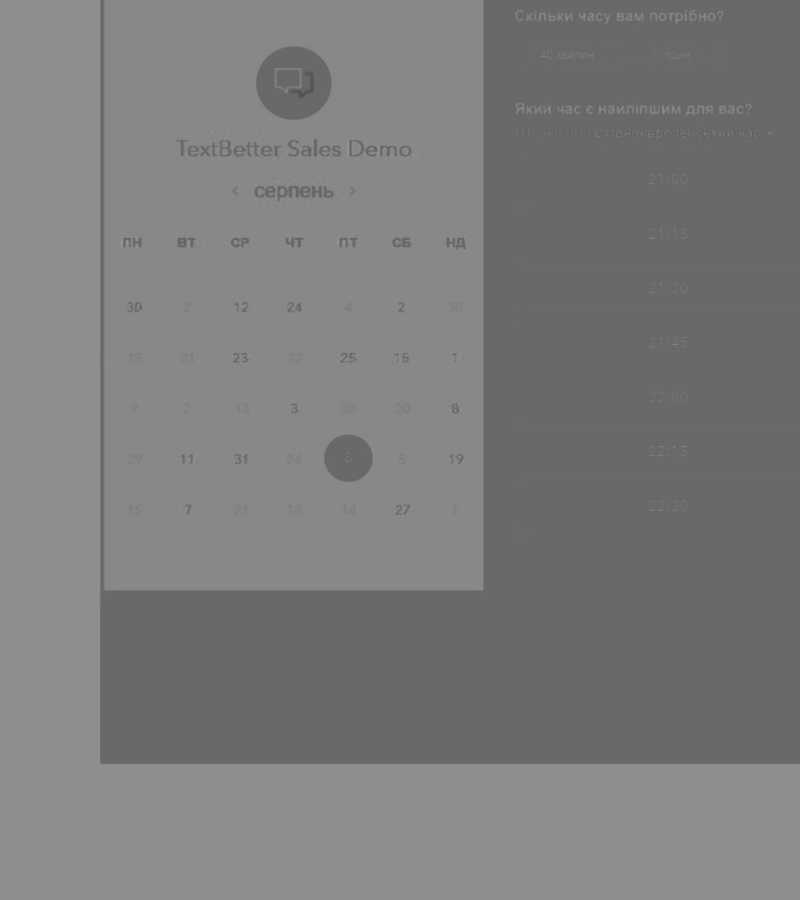 TextBetter Sales Demo
‹ серпень ›
ПН ВТ СР ЧТ ПТ СБ НД
30 2 12 24 4 2 30
13 31 23 22 25 15 1
9 2 13 3 30 20 8
29 11 31 24 6 5 19
15 7 21 18 14 27 1
Скільки часу вам потрібно?
40 хвилин 1 годин
Який час є найліпшим для вас?
Східноєвропейський час
21:00
21:15
21:30
21:45
22:00
22:15
22:30